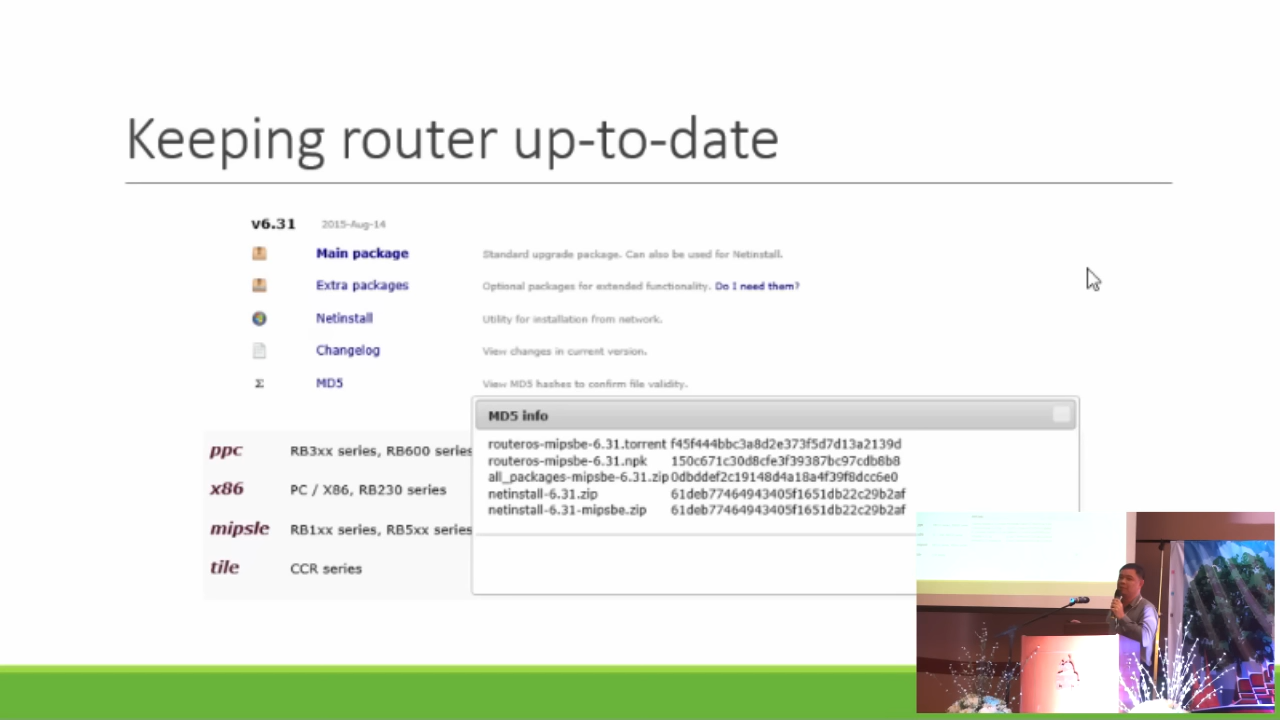 Keeping router up-to-date
v6.31 2015-Aug-14
Main package Standard upgrade package. Can also be used for Netinstall.
Extra packages Optional packages for extended functionality. Do I need them?
Netinstall Utility for installation from network.
Changelog View changes in current version.
Σ MD5 View MD5 hashes to confirm file validity.
MD5 info
routeros-mipsbe-6.31.torrent f45f444bbc3a8d2e373f5d7d13a2139d
routeros-mipsbe-6.31.npk 150c671c30d8cfe3f39387bc97cdb8b8
all_packages-mipsbe-6.31.zip 0dbddef2c19148d4a18a4f39f8dcc6e0
netinstall-6.31.zip 61deb77464943405f1651db22c29b2af
netinstall-6.31-mipsbe.zip 61deb77464943405f1651db22c29b2af
ppc RB3xx series, RB600 series
x86 PC / X86, RB230 series
mipsle RB1xx series, RB5xx series
tile CCR series